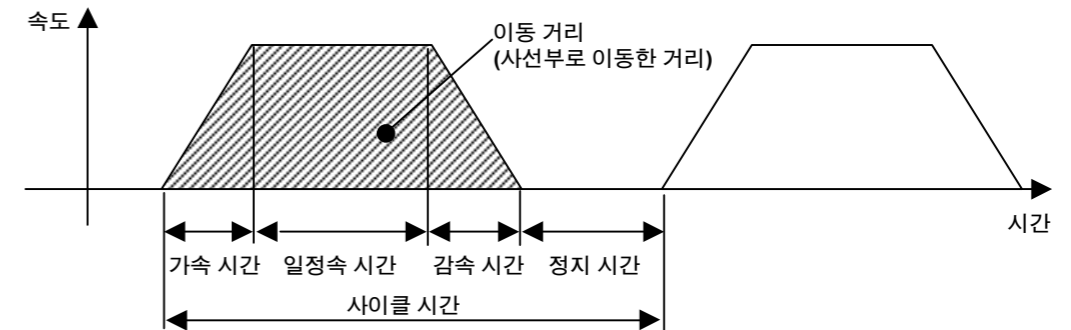 속도
이동 거리
(사선부로 이동한 거리)
시간
가속 시간
일정속 시간
감속 시간
정지 시간
사이클 시간